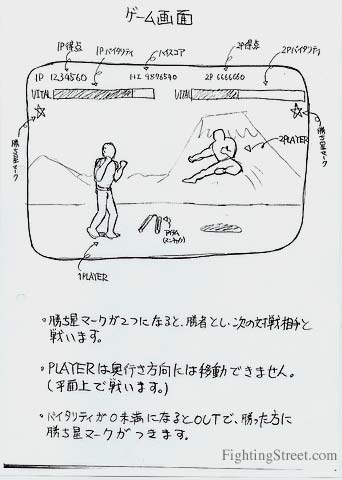 ゲーム画面
1P得点
1Pバイタリティ
ハイスコア
2P得点
2Pバイタリティ
1P 1234560
HI 9876540
2P 6666660
VITAL
VITAL
勝ち星マーク
勝ち星マーク
2PLAYER
アイテム
1PLAYER
。勝ち星マークが2つになると、勝者とし、次の対戦相手と
戦います。
。PLAYERは奥行き方向には移動できません。
(平面上で戦います。)
。バイタリティが0未満になるとOUTで、勝った方に
勝ち星マークがつきます。
FightingStreet.com